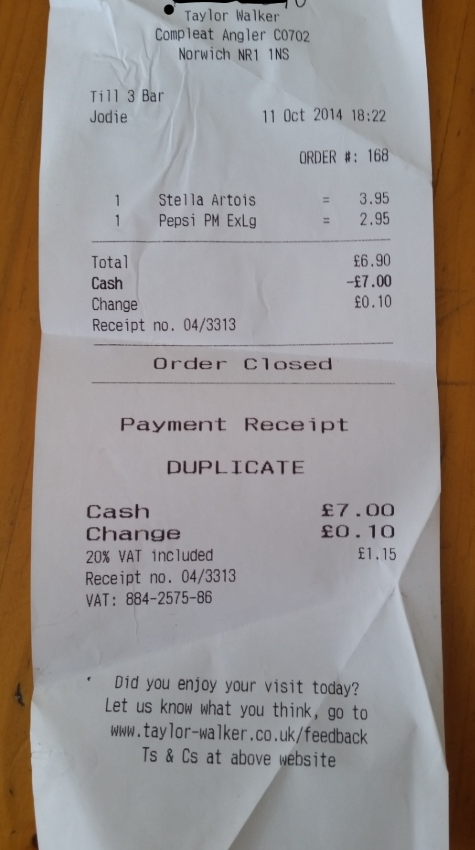 Taylor Walker
Compleat Angler C0702
Norwich NR1 1NS
Till 3 Bar
Jodie 11 Oct 2014 18:22
ORDER #: 168
1 Stella Artois = 3.95
1 Pepsi PM ExLg = 2.95
Total £6.90
Cash -£7.00
Change £0.10
Receipt no. 04/3313
Order Closed
Payment Receipt
DUPLICATE
Cash £7.00
Change £0.10
20% VAT included £1.15
Receipt no. 04/3313
VAT: 884-2575-86
Did you enjoy your visit today?
Let us know what you think, go to
www.taylor-walker.co.uk/feedback
Ts & Cs at above website